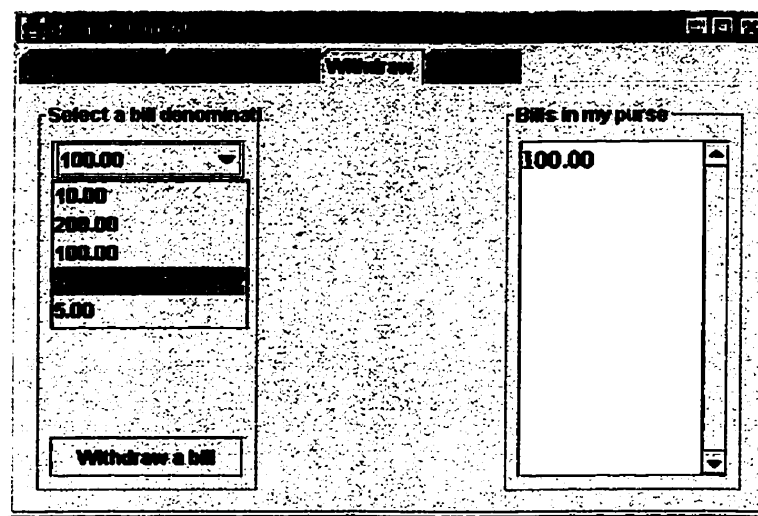 Withdraw
Select a bill denominati..
100.00
10.00
200.00
100.00
5.00
Withdraw a bill
Bills in my purse
100.00